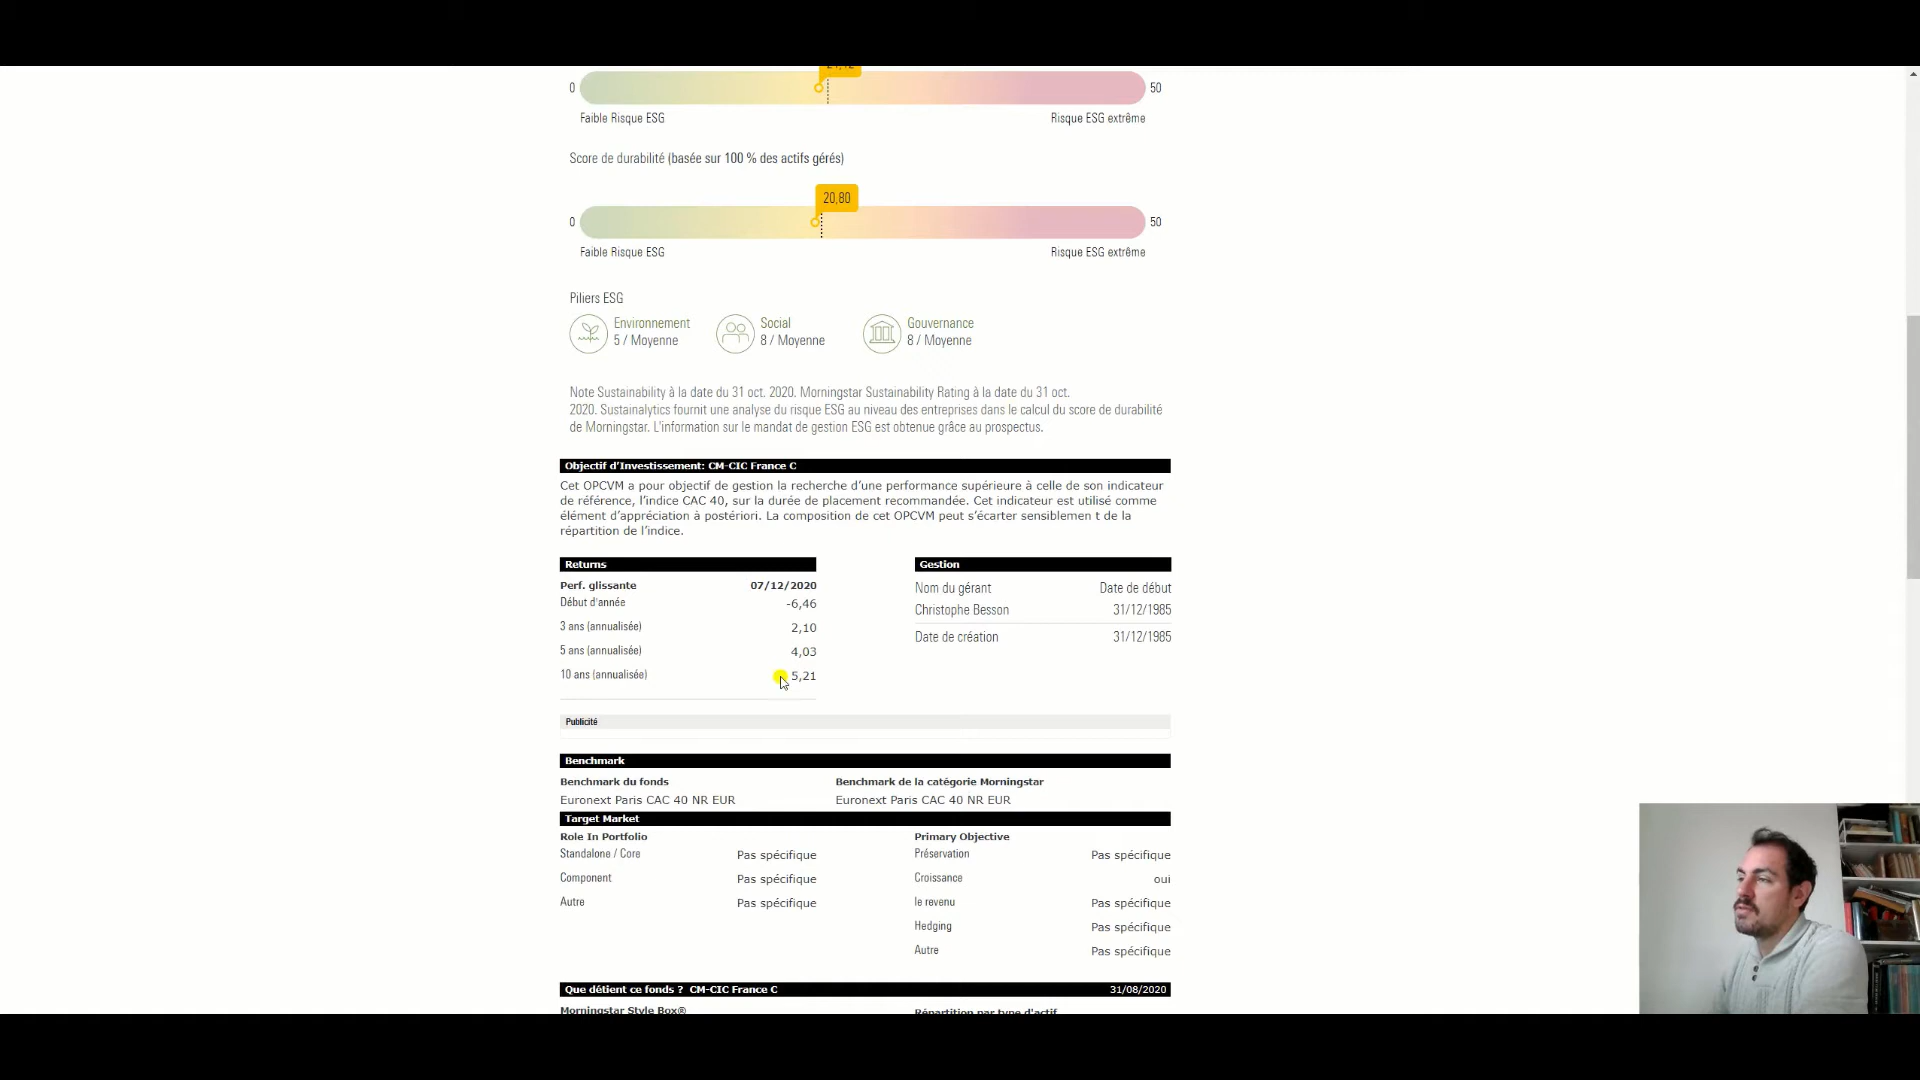 0 50
Faible Risque ESG Risque ESG extrême
Score de durabilité (basée sur 100 % des actifs gérés)
20,80
0 50
Faible Risque ESG Risque ESG extrême
Piliers ESG
Environnement Social Gouvernance
5 / Moyenne 8 / Moyenne 8 / Moyenne
Note Sustainability à la date du 31 oct. 2020. Morningstar Sustainability Rating à la date du 31 oct.
2020. Sustainalytics fournit une analyse du risque ESG au niveau des entreprises dans le calcul du score de durabilité
de Morningstar. L'information sur le mandat de gestion ESG est obtenue grâce au prospectus.
Objectif d'Investissement: CM-CIC France C
Cet OPCVM a pour objectif de gestion la recherche d'une performance supérieure à celle de son indicateur
de référence, l'indice CAC 40, sur la durée de placement recommandée. Cet indicateur est utilisé comme
élément d'appréciation à postériori. La composition de cet OPCVM peut s'écarter sensiblemen t de la
répartition de l'indice.
Returns
Perf. glissante 07/12/2020
Début d'année -6,46
3 ans (annualisée) 2,10
5 ans (annualisée) 4,03
10 ans (annualisée) 5,21
Gestion
Nom du gérant Date de début
Christophe Besson 31/12/1985
Date de création 31/12/1985
Publicité
Benchmark
Benchmark du fonds Benchmark de la catégorie Morningstar
Euronext Paris CAC 40 NR EUR Euronext Paris CAC 40 NR EUR
Target Market
Role In Portfolio
Standalone / Core Pas spécifique
Component Pas spécifique
Autre Pas spécifique
Primary Objective
Préservation Pas spécifique
Croissance oui
le revenu Pas spécifique
Hedging Pas spécifique
Autre Pas spécifique
Que détient ce fonds ? CM-CIC France C 31/08/2020
Morningstar Style Box® Répartition par type d'actif